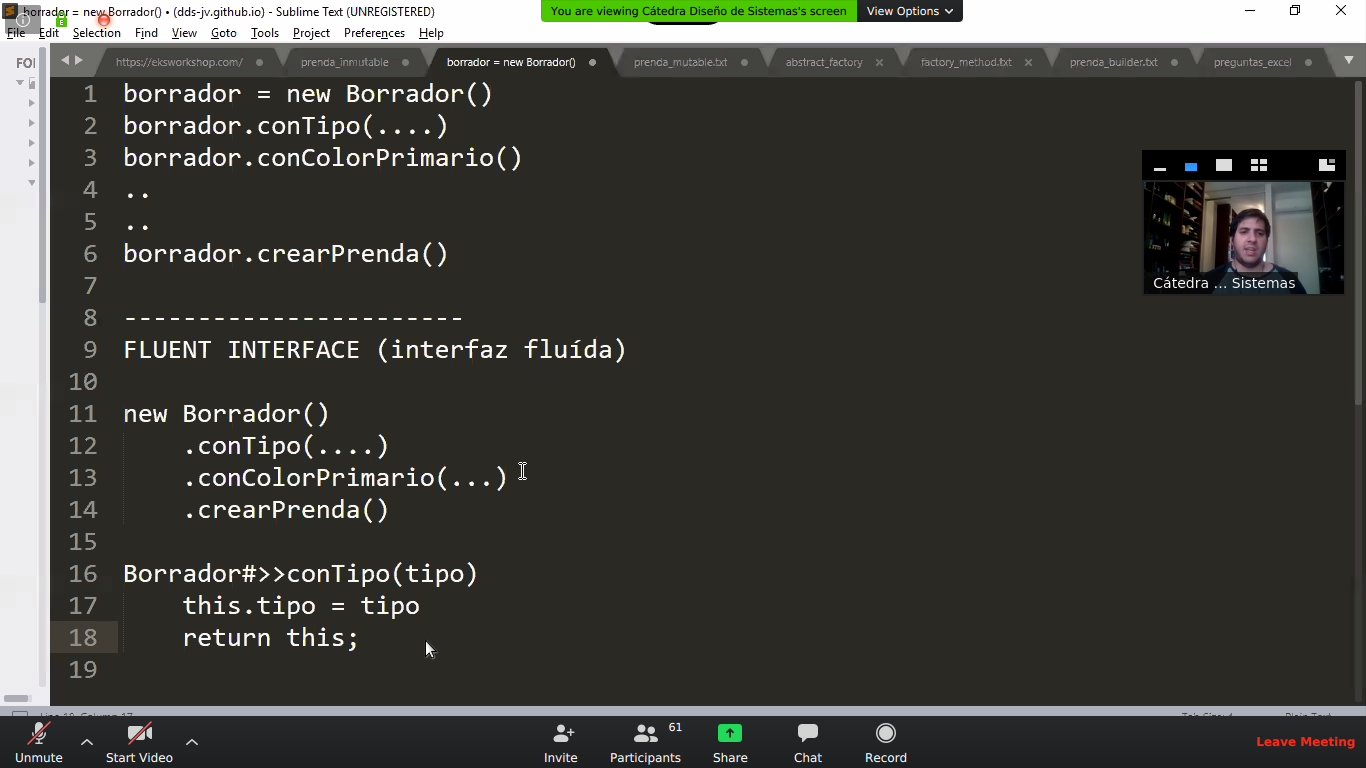 borrador = new Borrador() • (dds-jv.github.io) - Sublime Text (UNREGISTERED)
You are viewing Cátedra Diseño de Sistemas's screen
View Options
File Edit Selection Find View Goto Tools Project Preferences Help
FOI
https://eksworkshop.com/
prenda_inmutable
borrador = new Borrador()
prenda_mutable.txt
abstract_factory
factory_method.txt
prenda_builder.txt
preguntas_excel
1 borrador = new Borrador()
2 borrador.conTipo(....)
3 borrador.conColorPrimario()
4 ..
5 ..
6 borrador.crearPrenda()
7
8 -----------------------
9 FLUENT INTERFACE (interfaz fluída)
10
11 new Borrador()
12 .conTipo(....)
13 .conColorPrimario(...)
14 .crearPrenda()
15
16 Borrador#>>conTipo(tipo)
17 this.tipo = tipo
18 return this;
19
Cátedra ... Sistemas
Unmute
Start Video
Invite
Participants
61
Share
Chat
Record
Leave Meeting